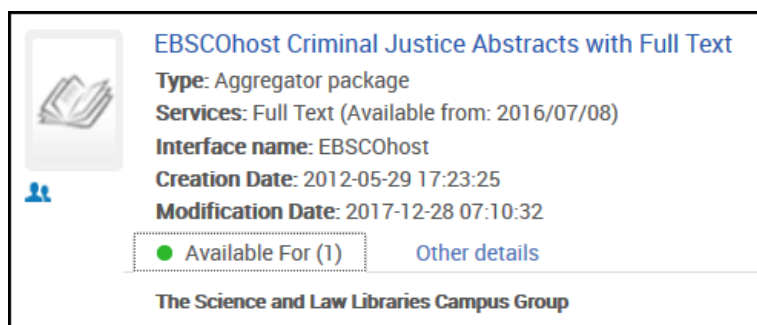 EBSCOhost Criminal Justice Abstracts with Full Text
Type: Aggregator package
Services: Full Text (Available from: 2016/07/08)
Interface name: EBSCOhost
Creation Date: 2012-05-29 17:23:25
Modification Date: 2017-12-28 07:10:32
Available For (1) Other details
The Science and Law Libraries Campus Group